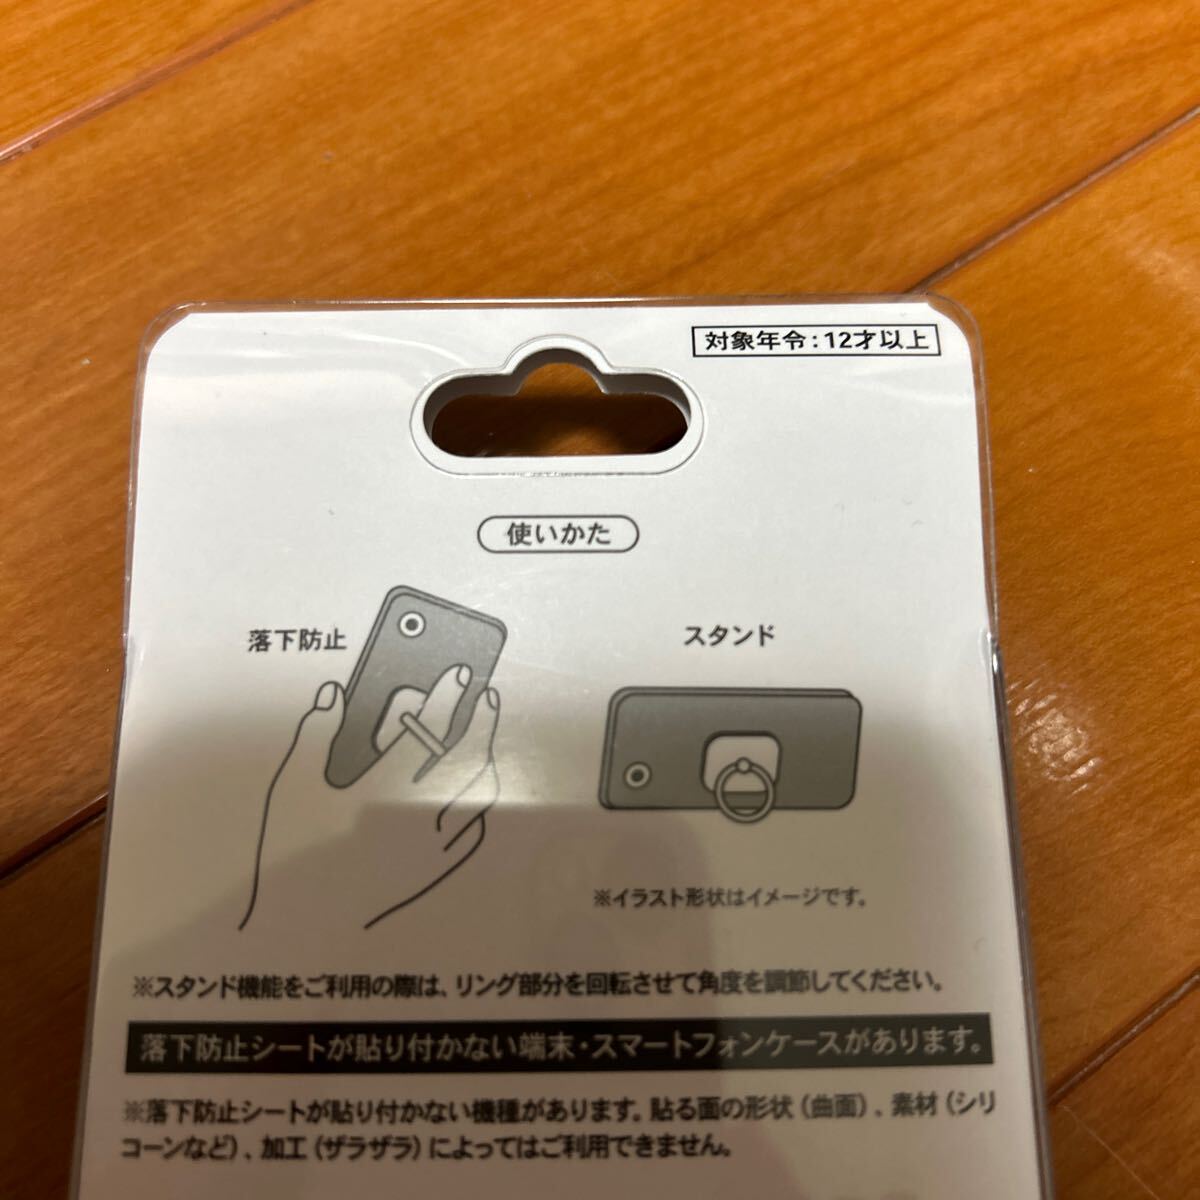 対象年令：12才以上
使いかた
落下防止
スタンド
※イラスト形状はイメージです。
※スタンド機能をご利用の際は、リング部分を回転させて角度を調節してください。
落下防止シートが貼り付かない端末・スマートフォンケースがあります。
※落下防止シートが貼り付かない機種があります。貼る面の形状（曲面）、素材（シリ
コーンなど）、加工（ザラザラ）によってはご利用できません。